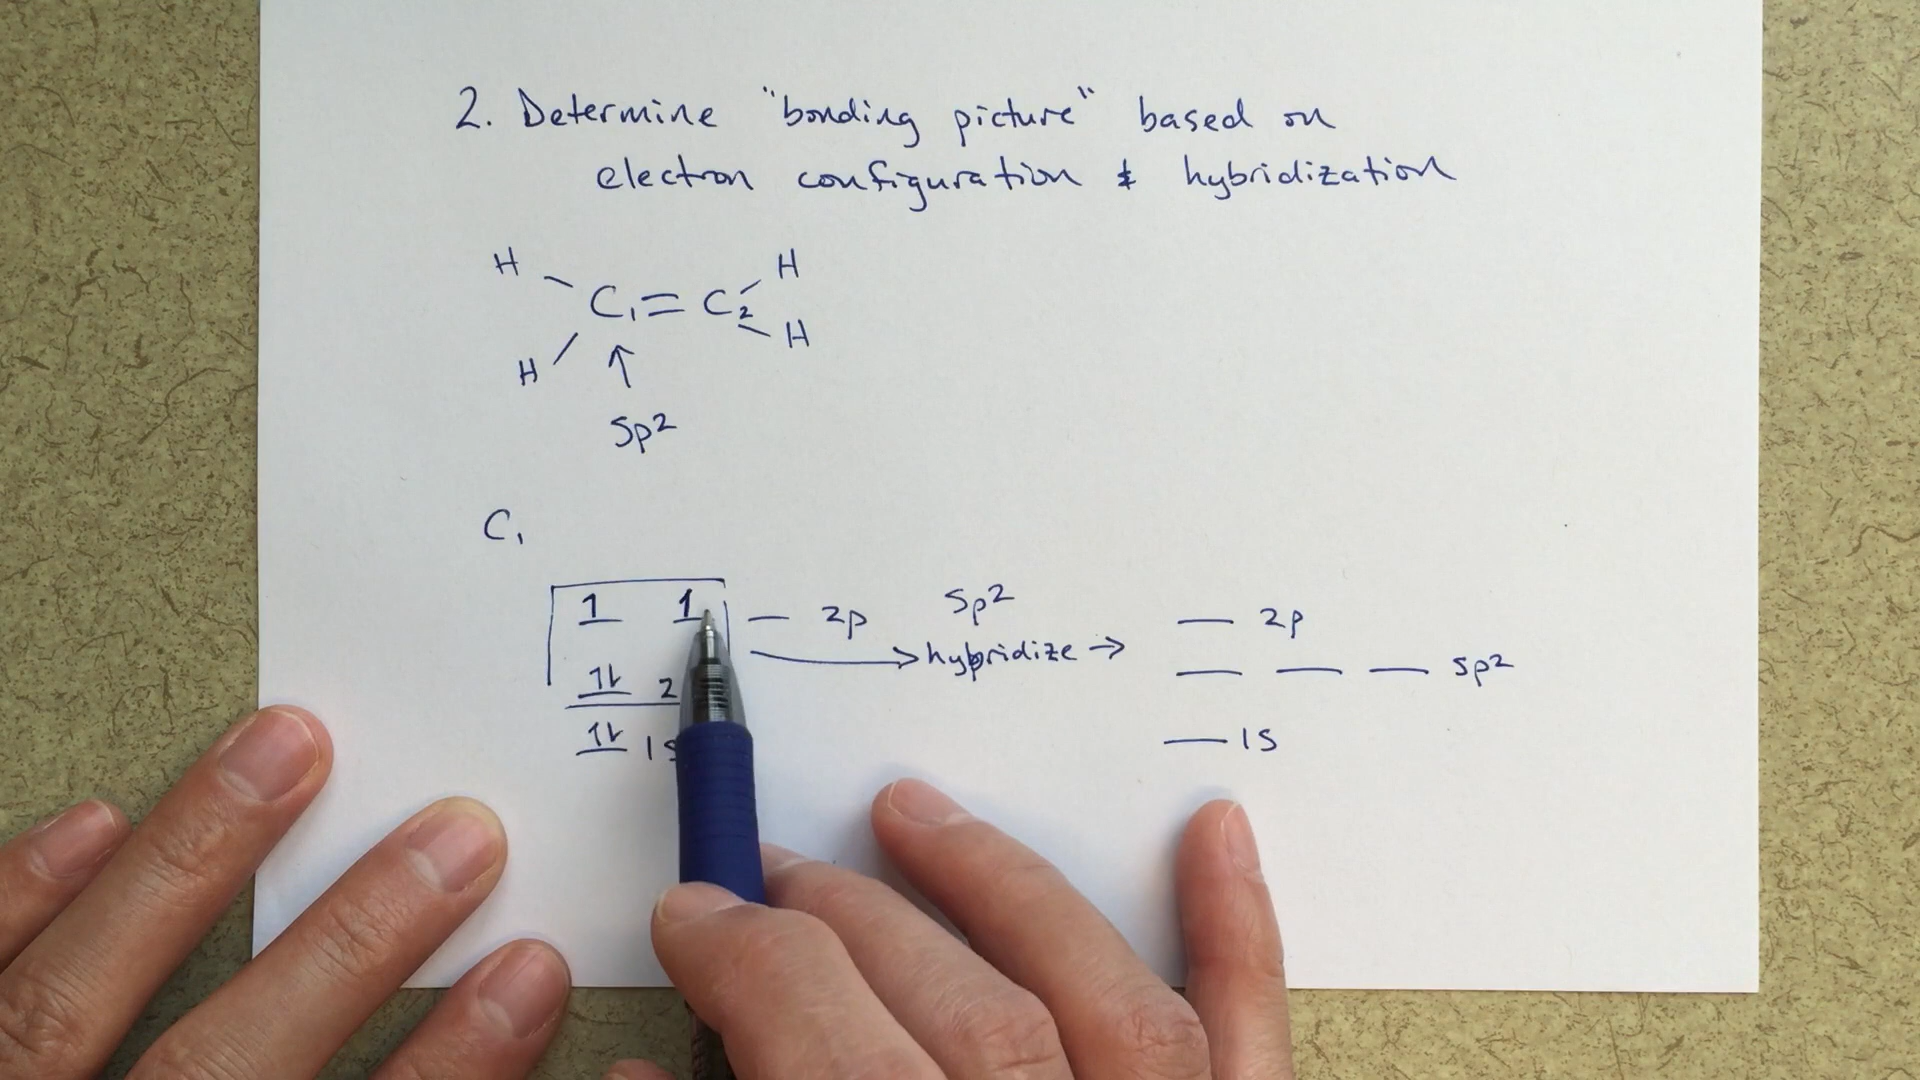 2. Determine "bonding picture" based on
electron configuration & hybridization
H H
C₁ = C₂
H H
↑
Sp²
C₁
1 1 — 2p Sp²
→ hybridize →
— 2p
1↓ 2
— — — Sp²
1↓ 1s
— 1s